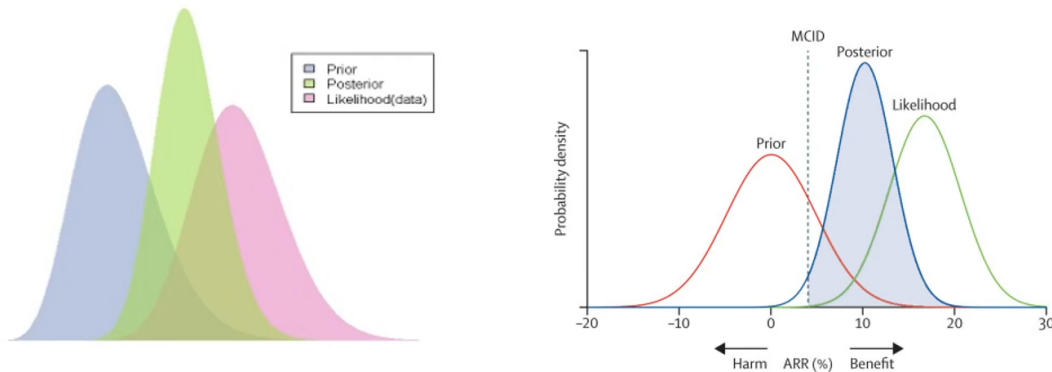 Prior
Posterior
Likelihood(data)
MCID
Posterior
Likelihood
Prior
Probability density
-20 -10 0 10 20 30
Harm ARR (%) Benefit